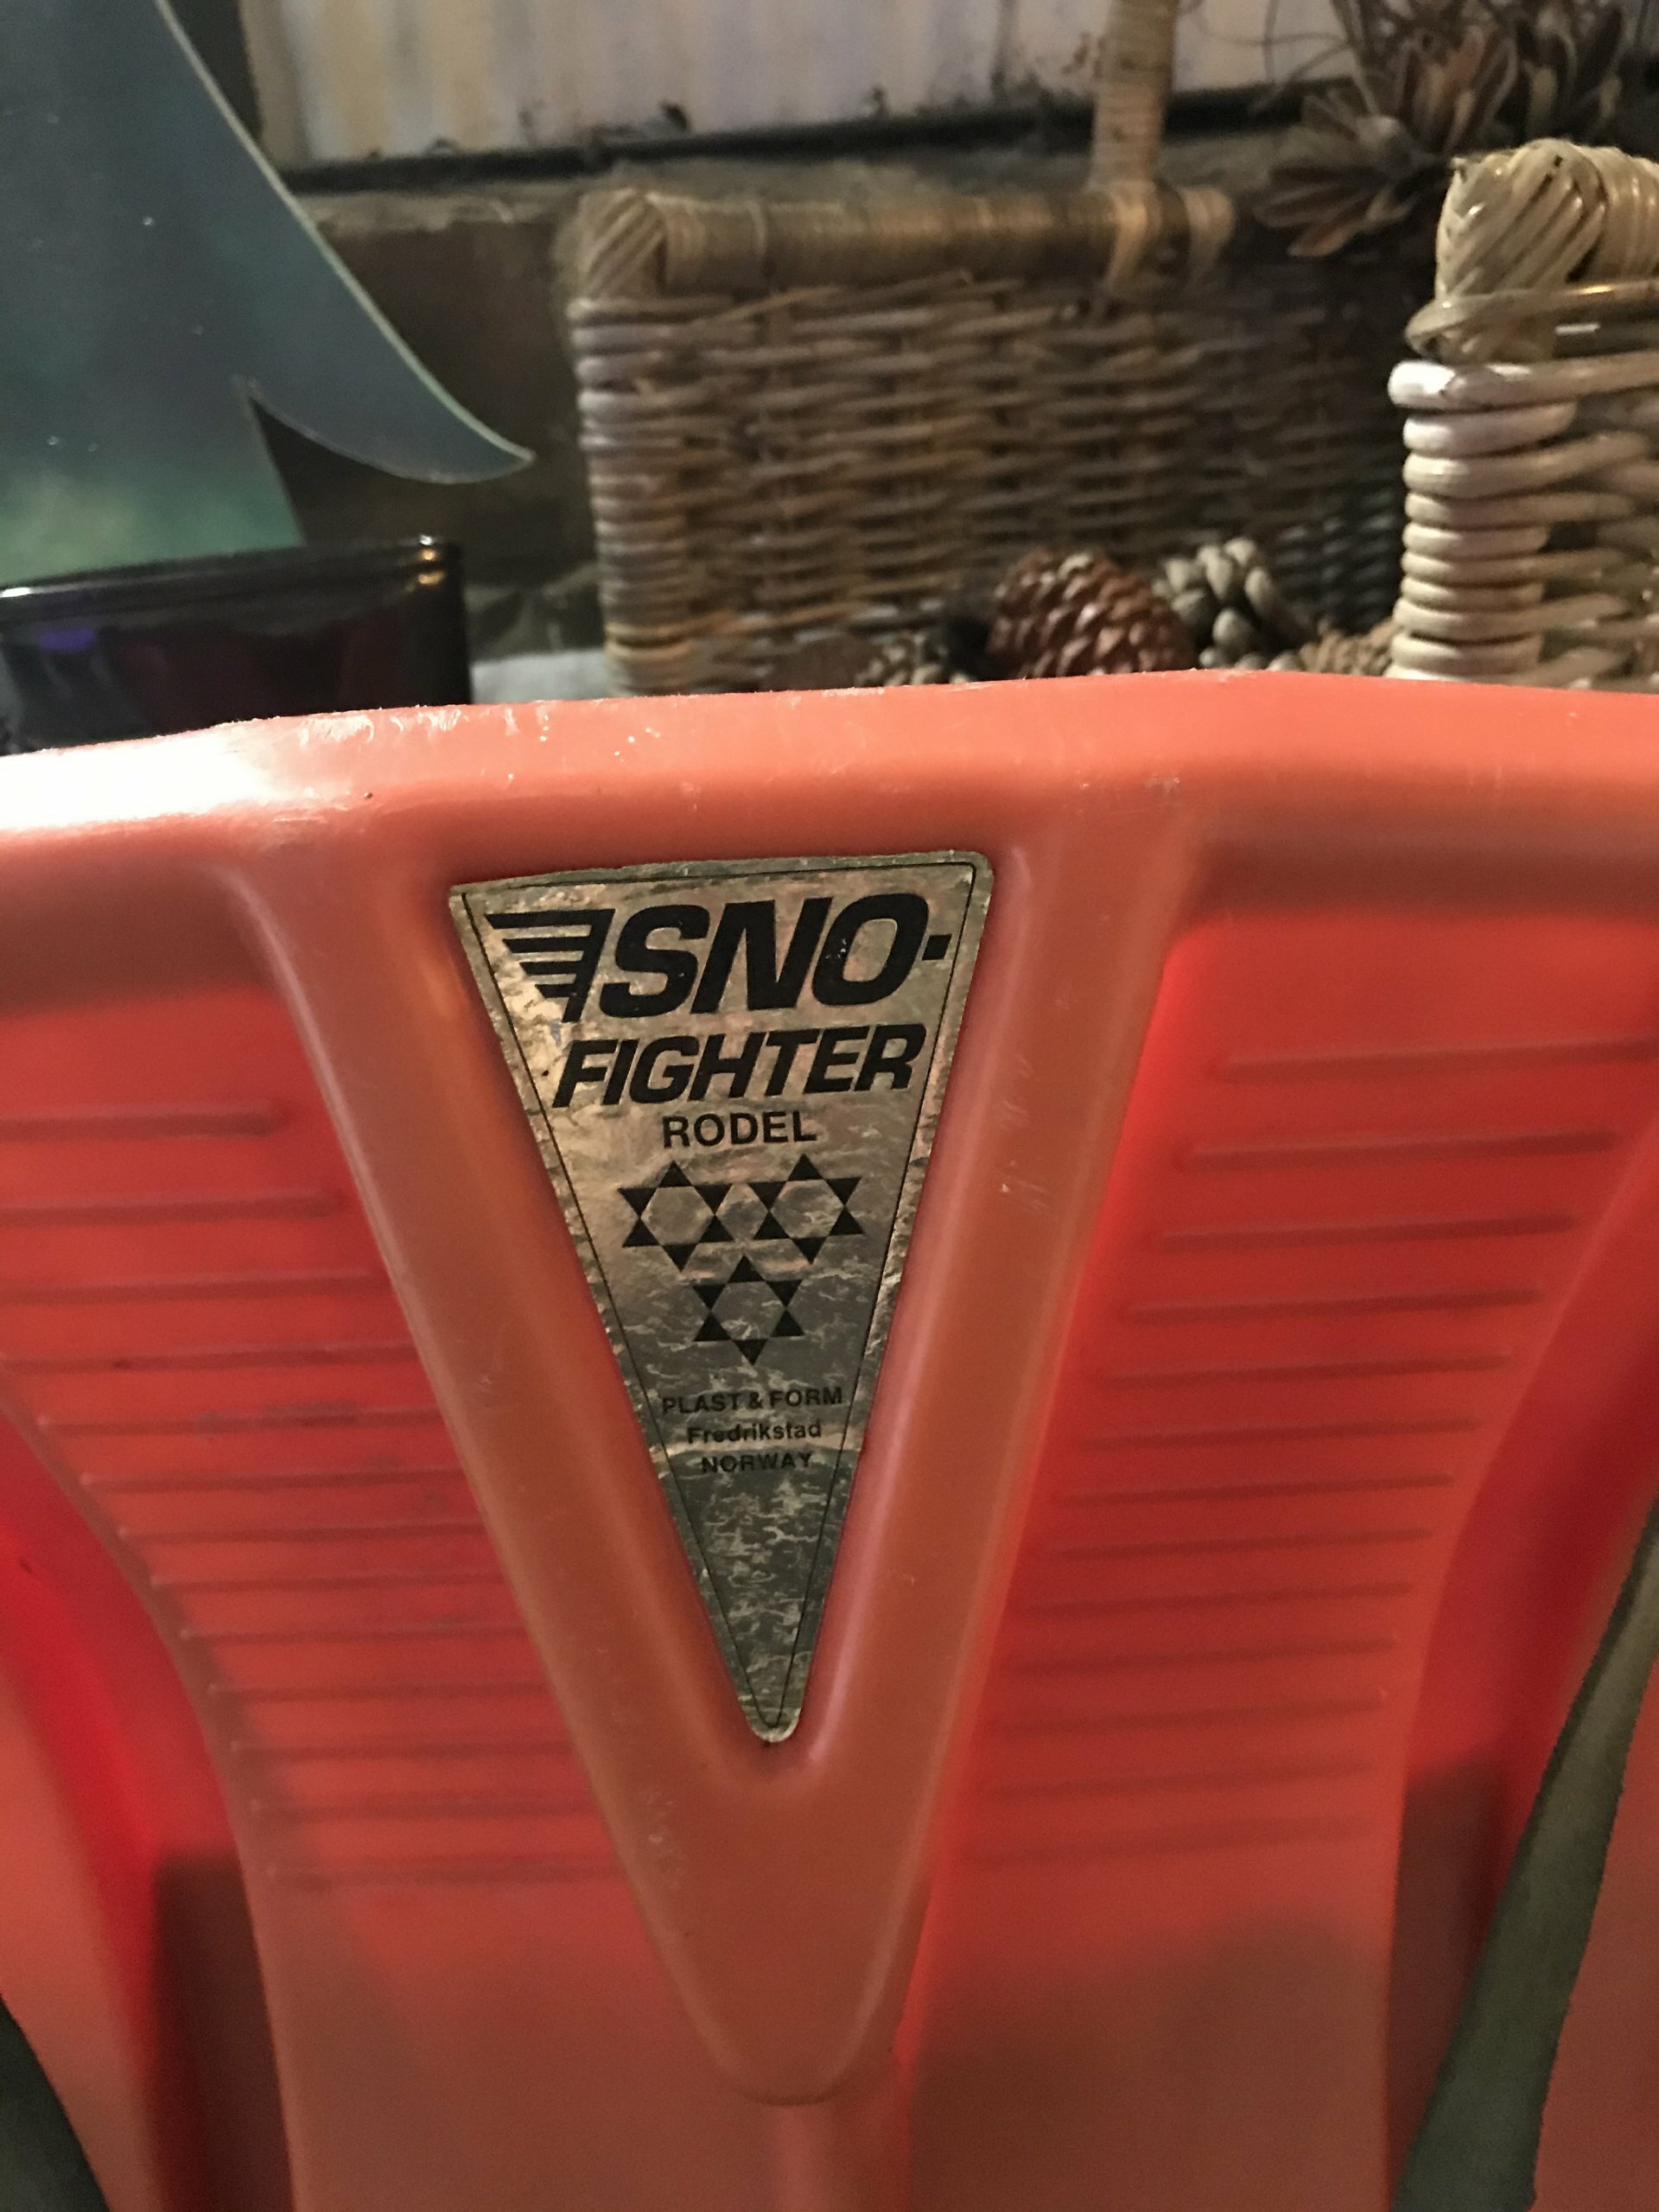 SNO-
FIGHTER
RODEL
PLAST & FORM
Fredrikstad
NORWAY